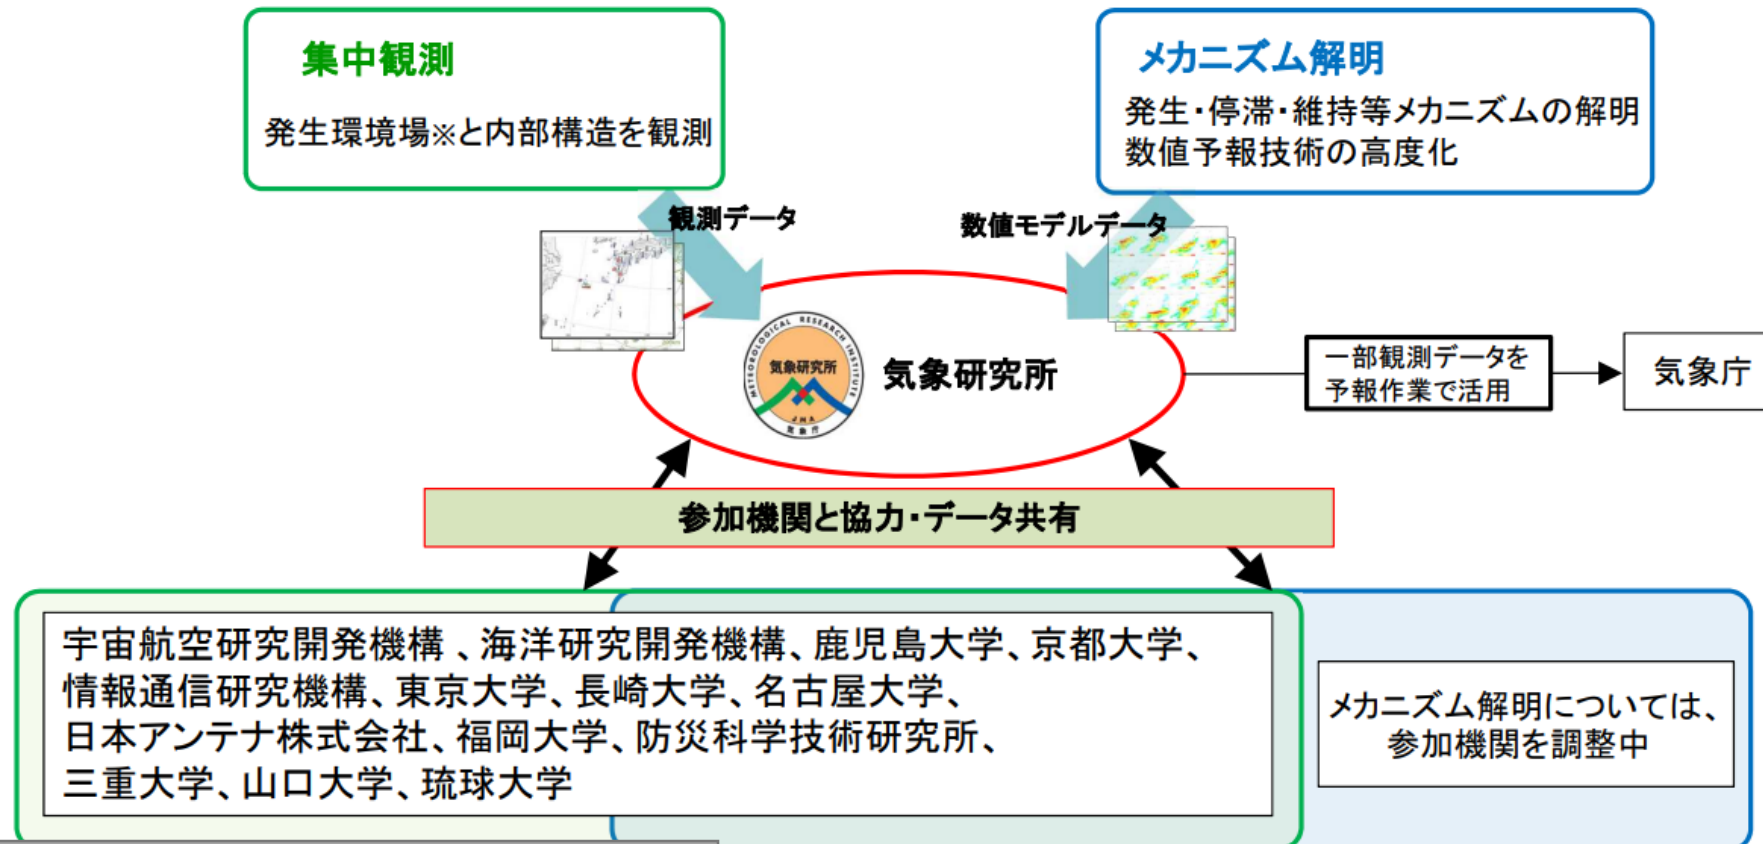 集中観測
発生環境場※と内部構造を観測
メカニズム解明
発生・停滞・維持等メカニズムの解明
数値予報技術の高度化
観測データ
数値モデルデータ
METEOROLOGICAL RESEARCH INSTITUTE
気象研究所
JMA
気象庁
気象研究所
一部観測データを
予報作業で活用
気象庁
参加機関と協力・データ共有
宇宙航空研究開発機構 、海洋研究開発機構、鹿児島大学、京都大学、
情報通信研究機構、東京大学、長崎大学、名古屋大学、
日本アンテナ株式会社、福岡大学、防災科学技術研究所、
三重大学、山口大学、琉球大学
メカニズム解明については、
参加機関を調整中